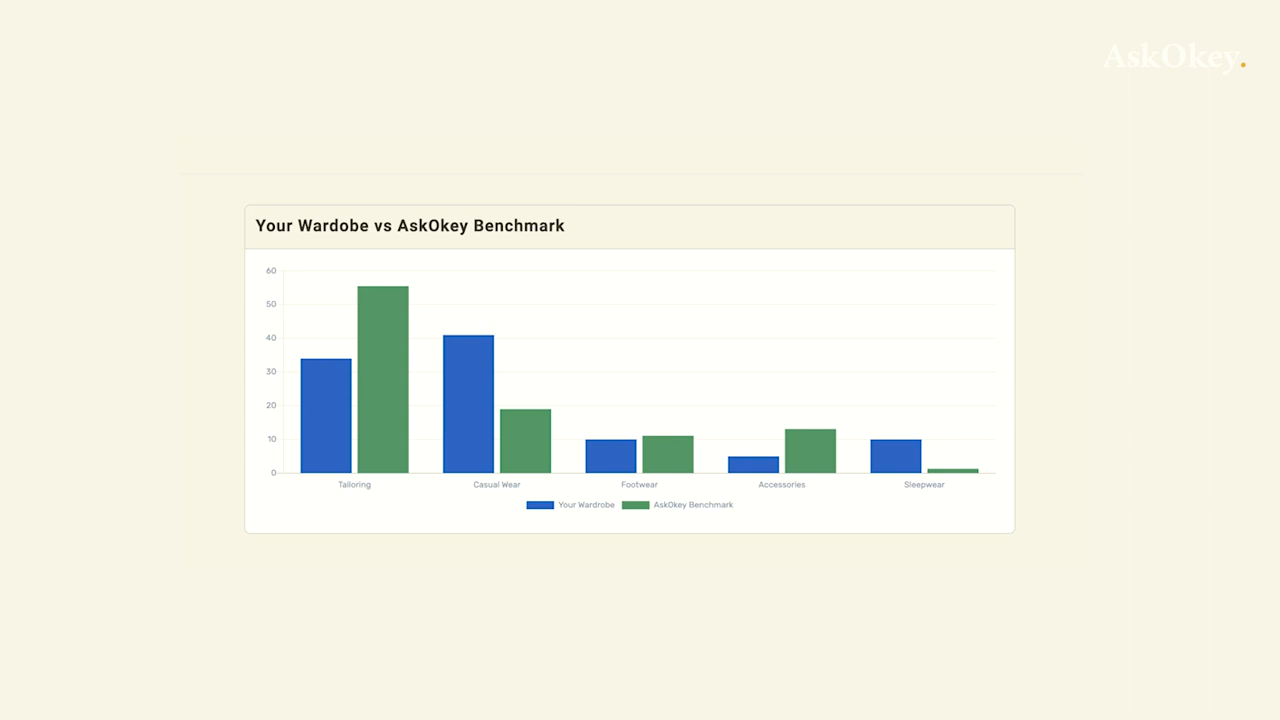 AskOkey.
Your Wardobe vs AskOkey Benchmark
60
50
40
30
20
10
0
Tailoring Casual Wear Footwear Accessories Sleepwear
Your Wardrobe AskOkey Benchmark